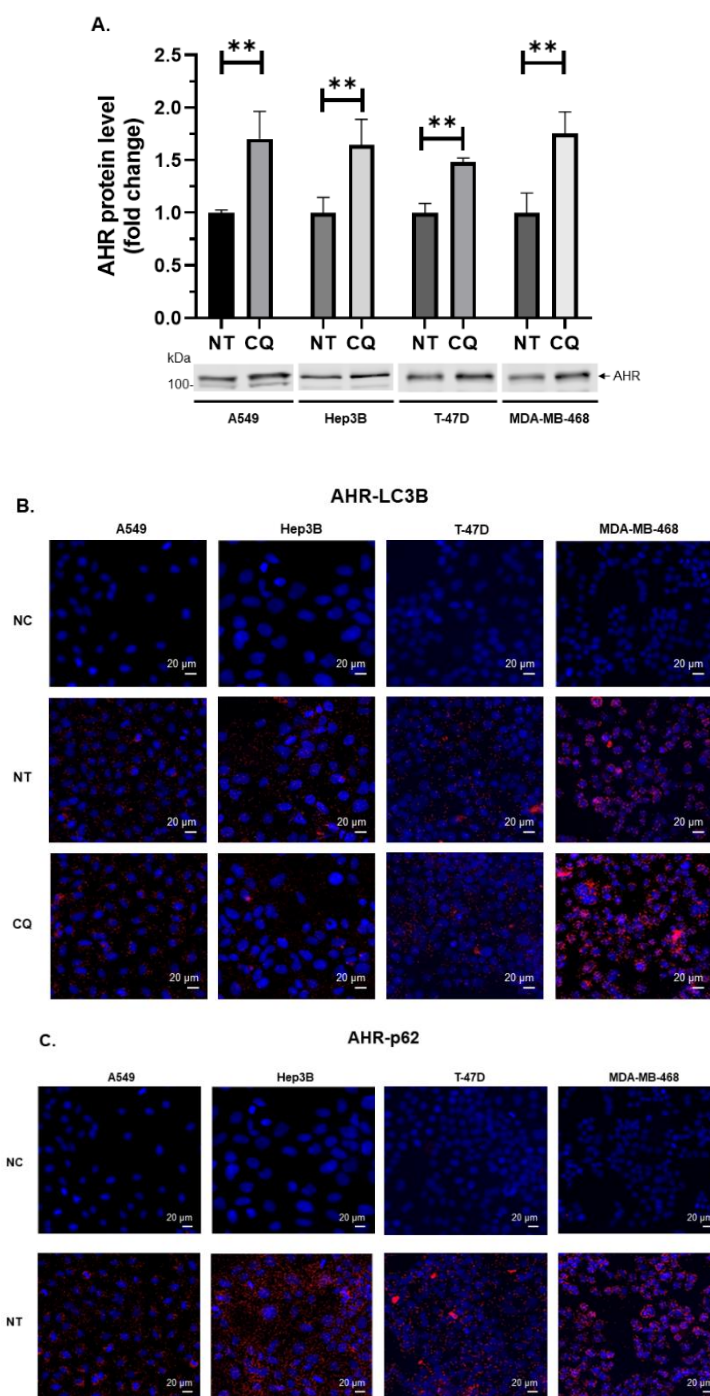 A.
** ** ** **
AHR protein level
(fold change)
2.5
2.0
1.5
1.0
0.5
0.0
NT CQ NT CQ NT CQ NT CQ
kDa
100-
← AHR
A549 Hep3B T-47D MDA-MB-468
B.
AHR-LC3B
A549 Hep3B T-47D MDA-MB-468
NC
20 µm 20 µm 20 µm 20 µm
NT
20 µm 20 µm 20 µm 20 µm
CQ
20 µm 20 µm 20 µm 20 µm
C.
AHR-p62
A549 Hep3B T-47D MDA-MB-468
NC
20 µm 20 µm 20 µm 20 µm
NT
20 µm 20 µm 20 µm 20 µm